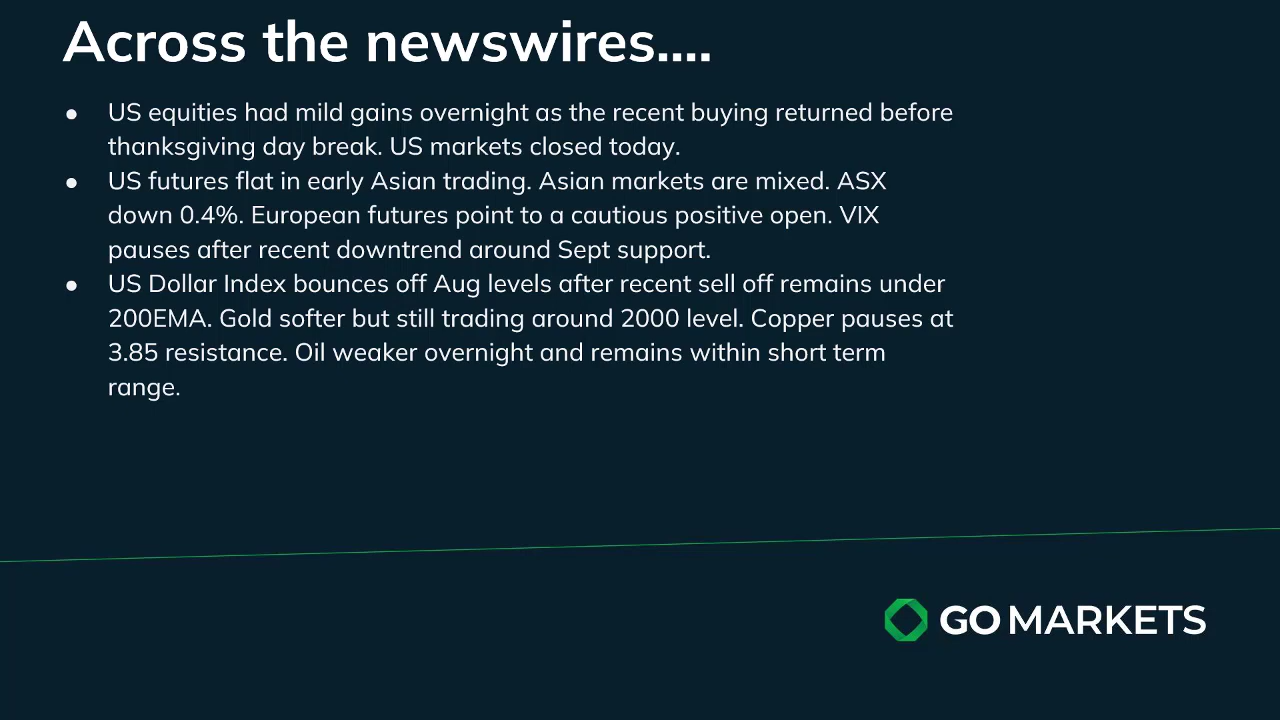 Across the newswires....
● US equities had mild gains overnight as the recent buying returned before
thanksgiving day break. US markets closed today.
● US futures flat in early Asian trading. Asian markets are mixed. ASX
down 0.4%. European futures point to a cautious positive open. VIX
pauses after recent downtrend around Sept support.
● US Dollar Index bounces off Aug levels after recent sell off remains under
200EMA. Gold softer but still trading around 2000 level. Copper pauses at
3.85 resistance. Oil weaker overnight and remains within short term
range.
GO MARKETS